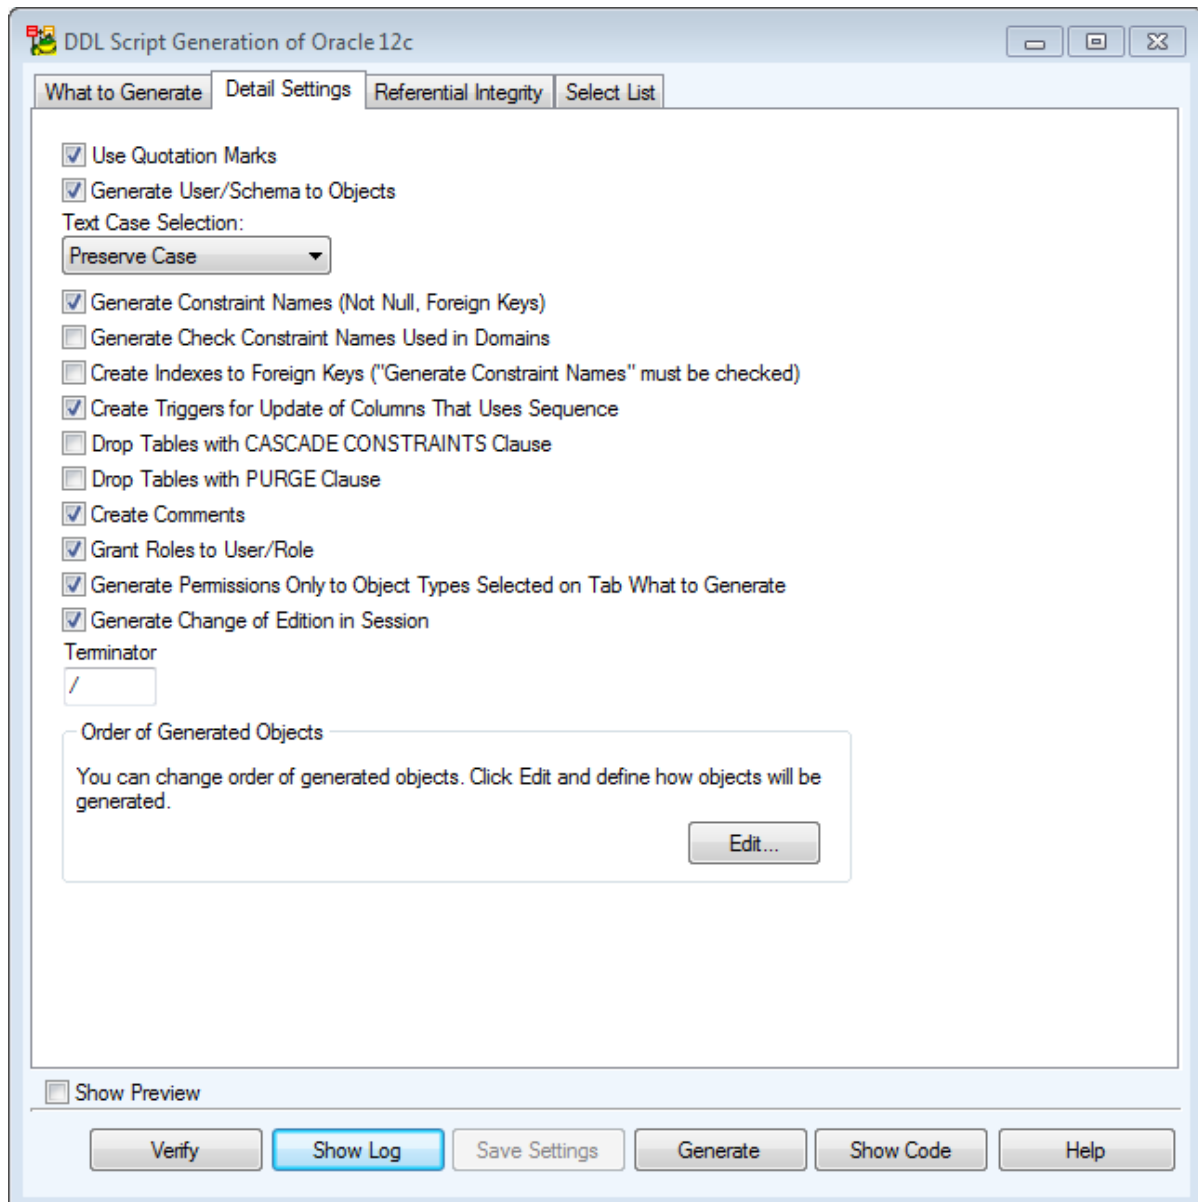 DDL Script Generation of Oracle 12c
What to Generate
Detail Settings
Referential Integrity
Select List
Use Quotation Marks
Generate User/Schema to Objects
Text Case Selection:
Preserve Case
Generate Constraint Names (Not Null, Foreign Keys)
Generate Check Constraint Names Used in Domains
Create Indexes to Foreign Keys ("Generate Constraint Names" must be checked)
Create Triggers for Update of Columns That Uses Sequence
Drop Tables with CASCADE CONSTRAINTS Clause
Drop Tables with PURGE Clause
Create Comments
Grant Roles to User/Role
Generate Permissions Only to Object Types Selected on Tab What to Generate
Generate Change of Edition in Session
Terminator
/
Order of Generated Objects
You can change order of generated objects. Click Edit and define how objects will be
generated.
Edit...
Show Preview
Verify
Show Log
Save Settings
Generate
Show Code
Help